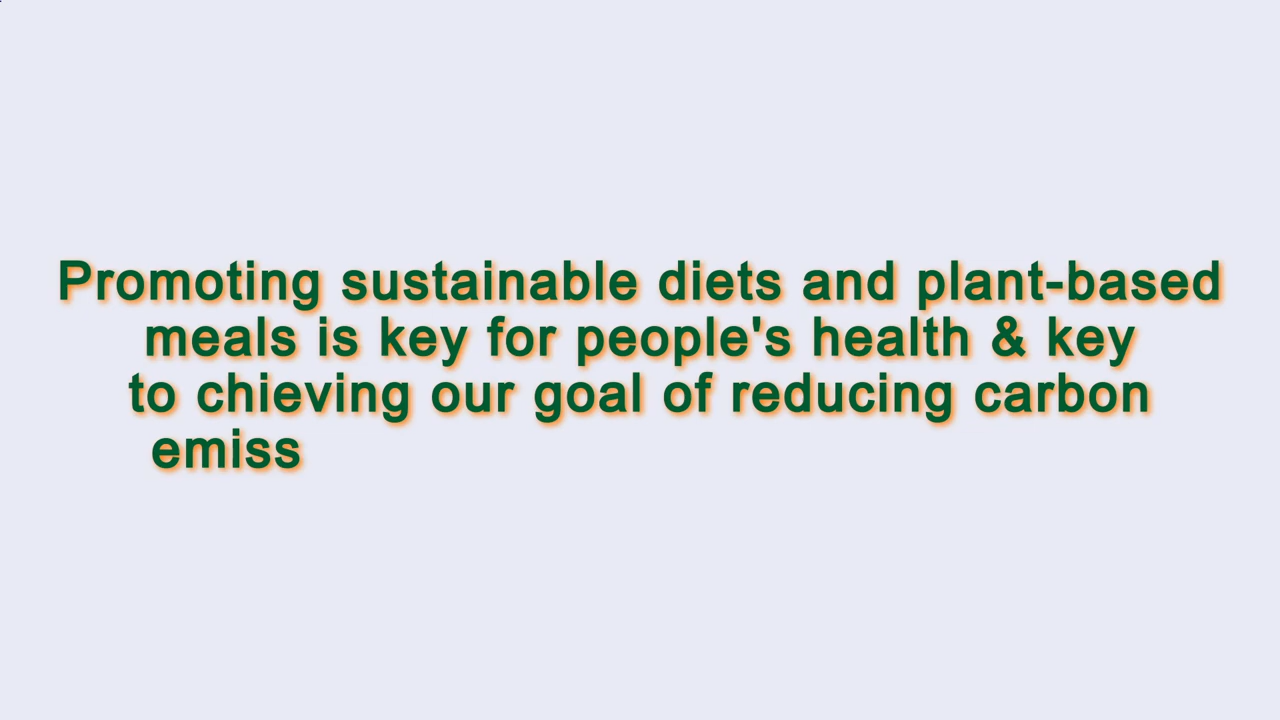 Promoting sustainable diets and plant-based
meals is key for people's health & key
to chieving our goal of reducing carbon
emiss